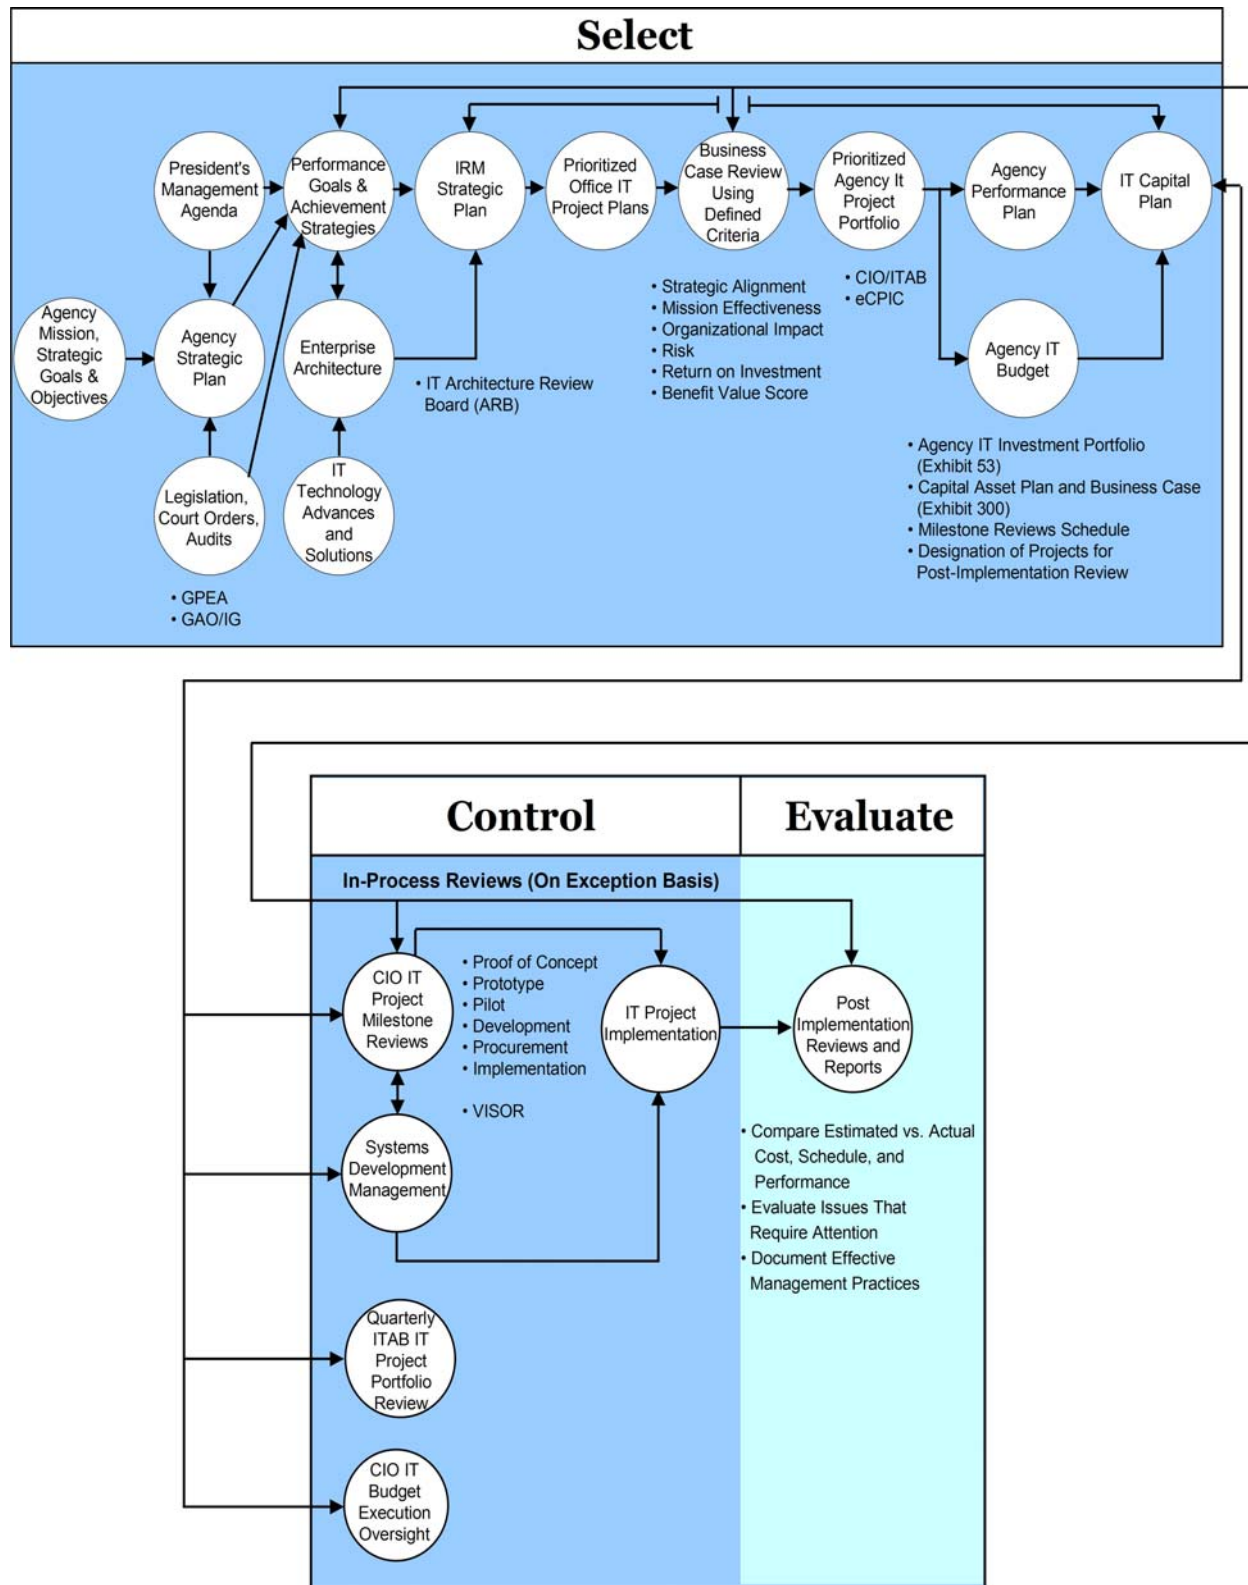 Select
President's
Management
Agenda
Performance
Goals &
Achievement
Strategies
IRM
Strategic
Plan
Prioritized
Office IT
Project Plans
Business
Case Review
Using
Defined
Criteria
Prioritized
Agency It
Project
Portfolio
Agency
Performance
Plan
IT Capital
Plan
Agency
Mission,
Strategic
Goals &
Objectives
Agency
Strategic
Plan
Enterprise
Architecture
• IT Architecture Review
Board (ARB)
• Strategic Alignment
• Mission Effectiveness
• Organizational Impact
• Risk
• Return on Investment
• Benefit Value Score
• CIO/ITAB
• eCPIC
Agency IT
Budget
Legislation,
Court Orders,
Audits
IT
Technology
Advances
and
Solutions
• GPEA
• GAO/IG
• Agency IT Investment Portfolio
(Exhibit 53)
• Capital Asset Plan and Business Case
(Exhibit 300)
• Milestone Reviews Schedule
• Designation of Projects for
Post-Implementation Review
Control
Evaluate
In-Process Reviews (On Exception Basis)
CIO IT
Project
Milestone
Reviews
• Proof of Concept
• Prototype
• Pilot
• Development
• Procurement
• Implementation
• VISOR
IT Project
Implementation
Post
Implementation
Reviews and
Reports
Systems
Development
Management
• Compare Estimated vs. Actual
Cost, Schedule, and
Performance
• Evaluate Issues That
Require Attention
• Document Effective
Management Practices
Quarterly
ITAB IT
Project
Portfolio
Review
CIO IT
Budget
Execution
Oversight